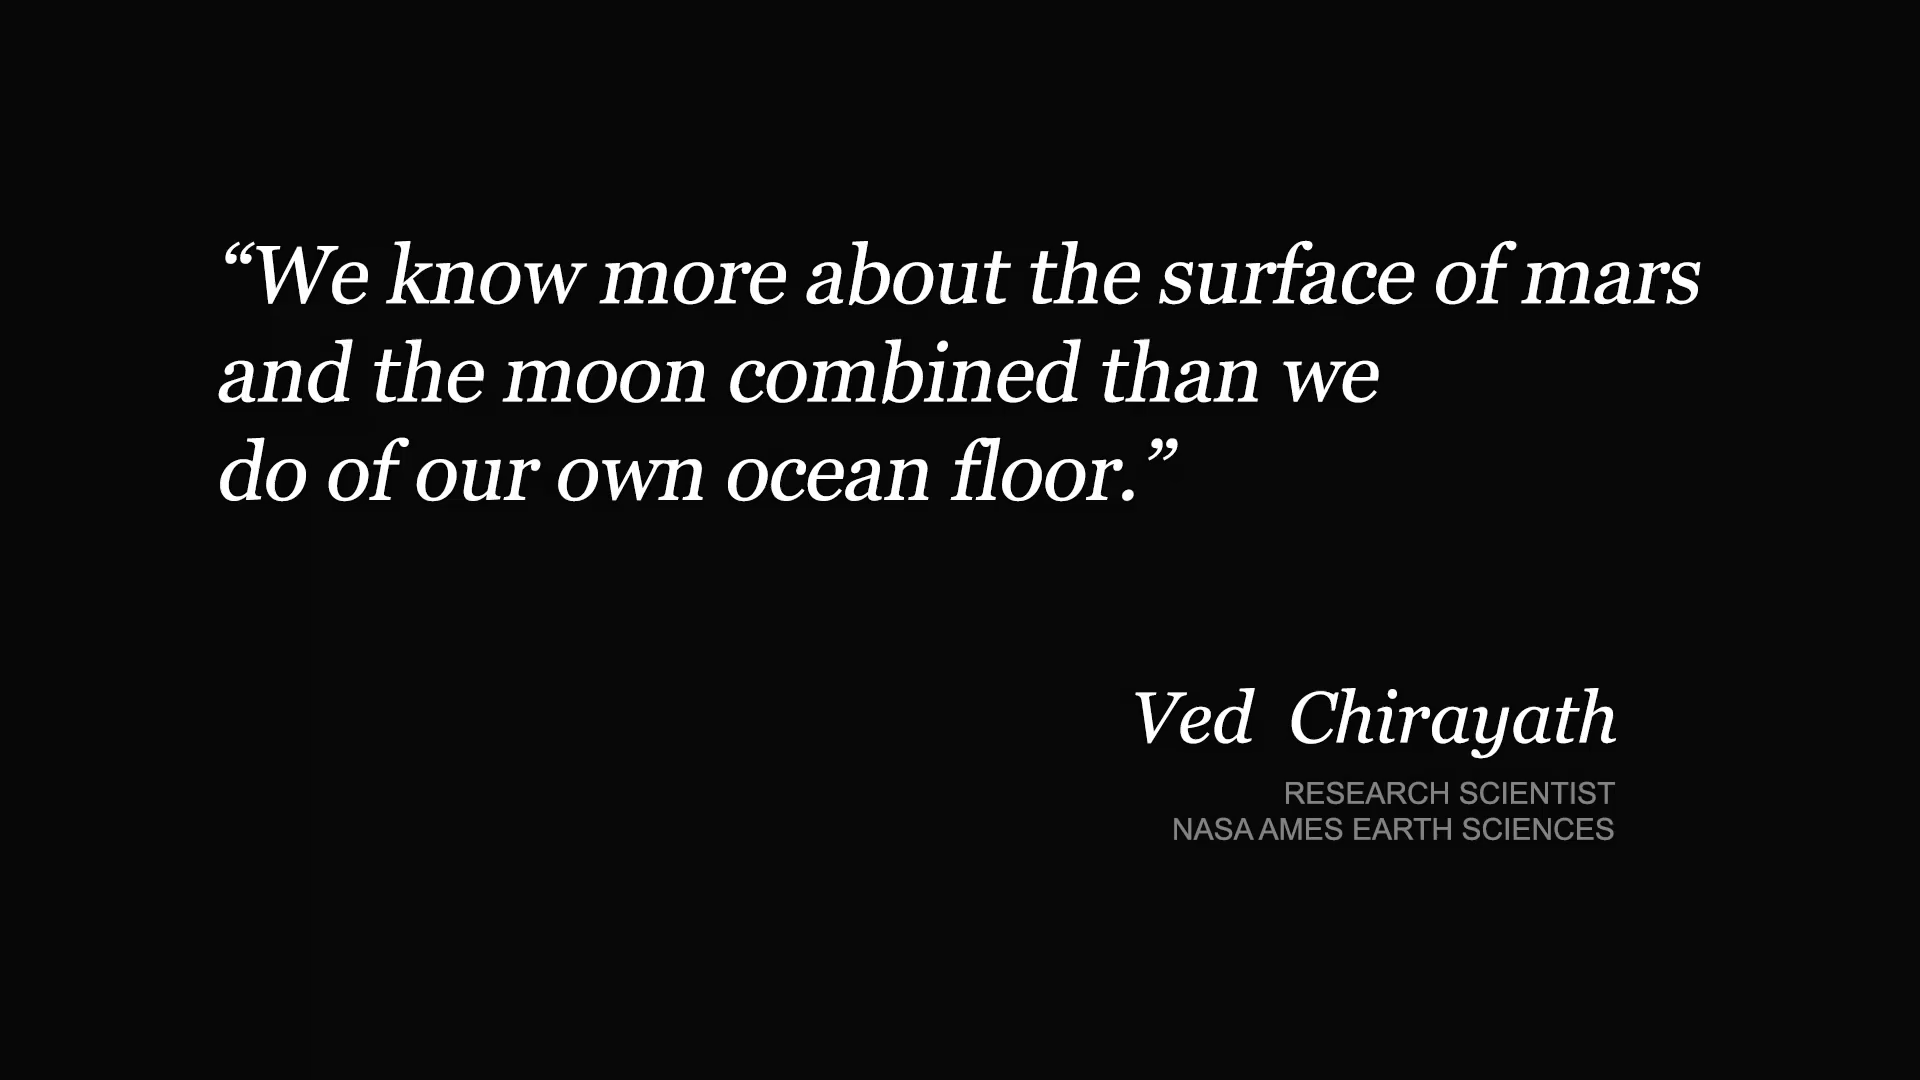 “We know more about the surface of mars
and the moon combined than we
do of our own ocean floor.”
Ved Chirayath
RESEARCH SCIENTIST
NASA AMES EARTH SCIENCES